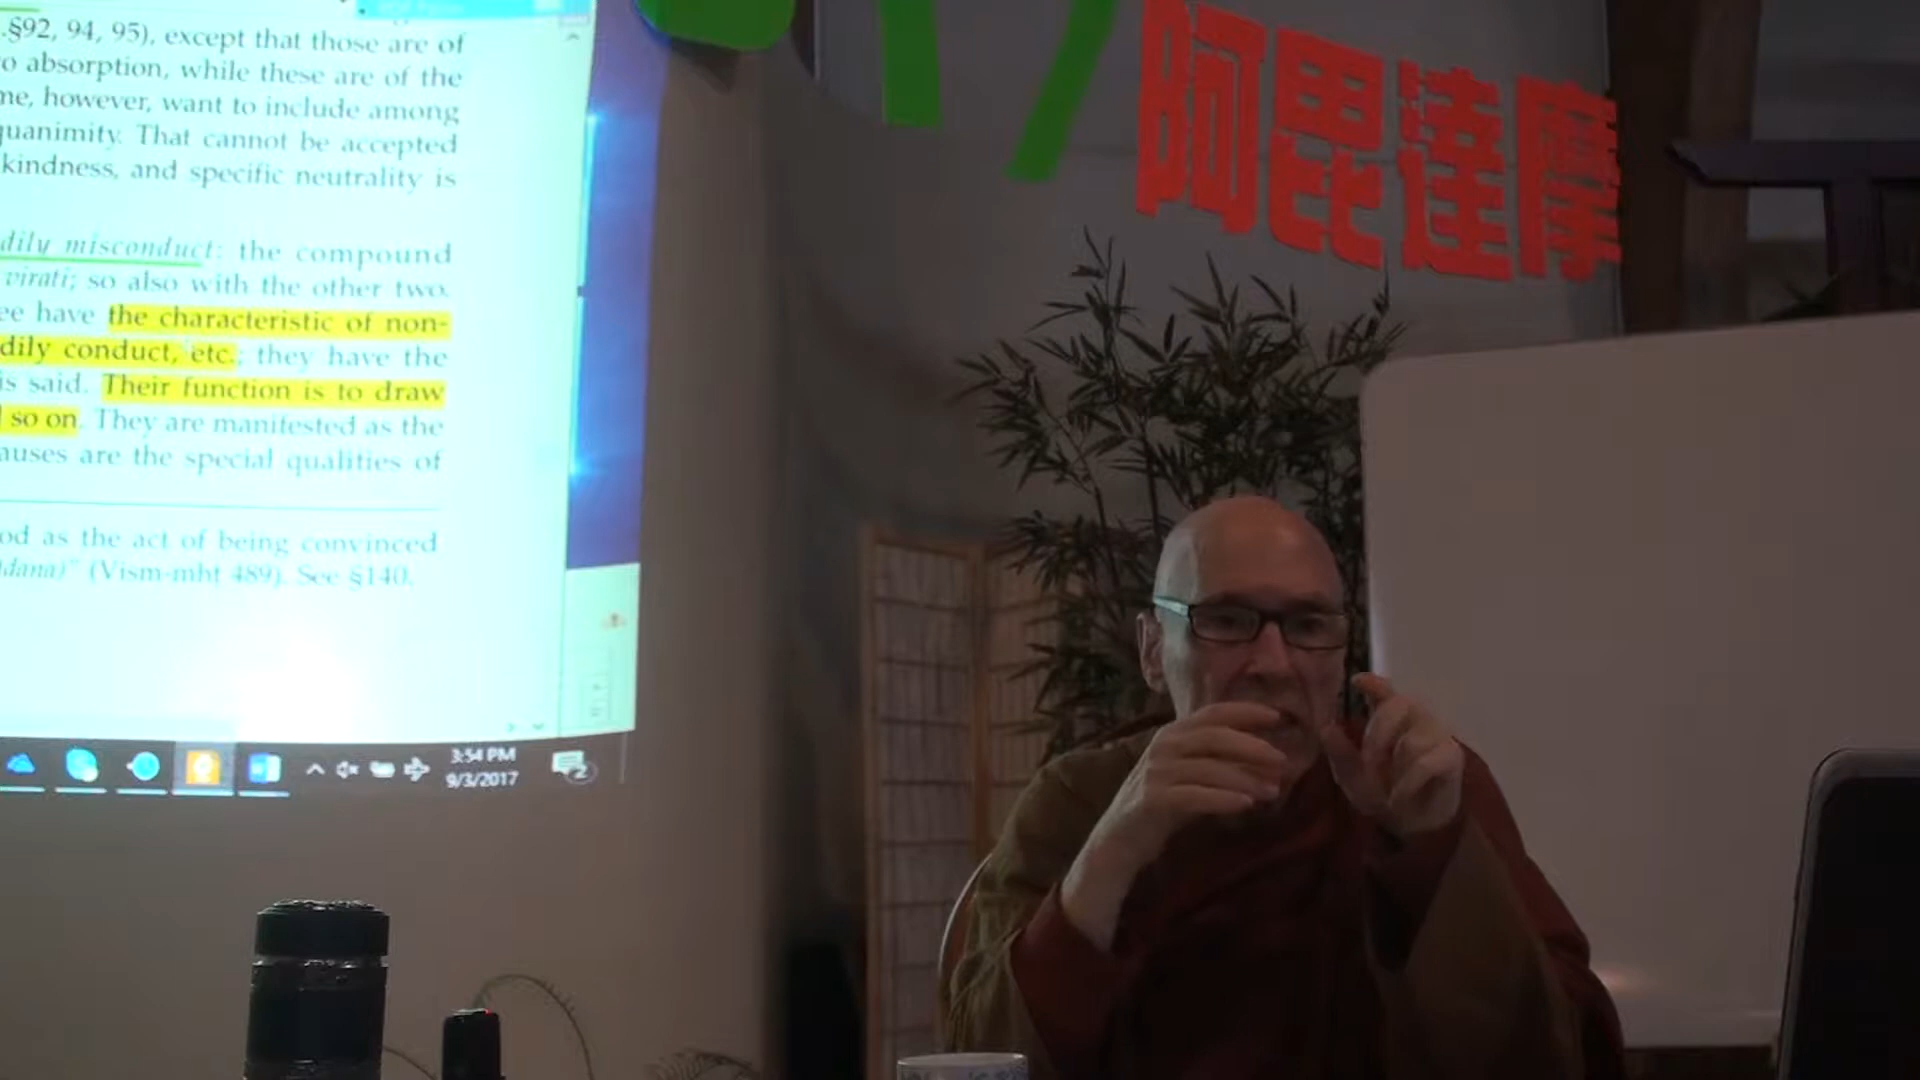 .§92, 94, 95), except that those are of
o absorption, while these are of the
me, however, want to include among
quanimity. That cannot be accepted
kindness, and specific neutrality is
dily misconduct: the compound
virati; so also with the other two.
ee have the characteristic of non-
dily conduct, etc.; they have the
is said. Their function is to draw
so on. They are manifested as the
auses are the special qualities of
od as the act of being convinced
dana)" (Vism-mht 489). See §140.
3:54 PM
9/3/2017
2
阿毘達摩